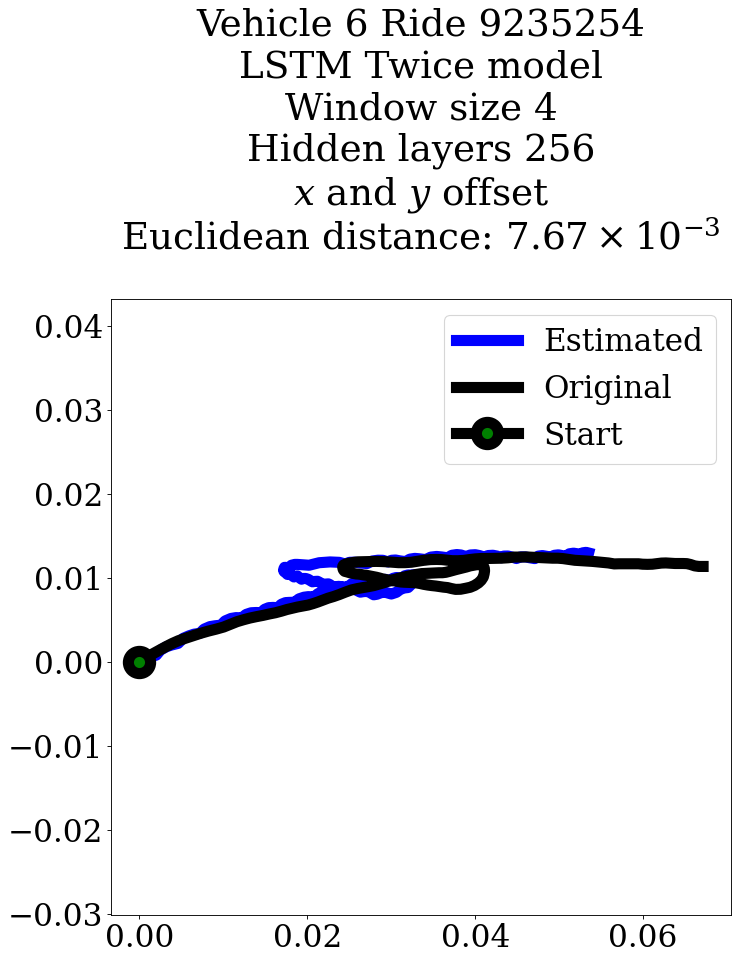 Vehicle 6 Ride 9235254
LSTM Twice model
Window size 4
Hidden layers 256
x and y offset
Euclidean distance: 7.67 × 10⁻³
Estimated
Original
Start
0.04
0.03
0.02
0.01
0.00
−0.01
−0.02
−0.03
0.00 0.02 0.04 0.06